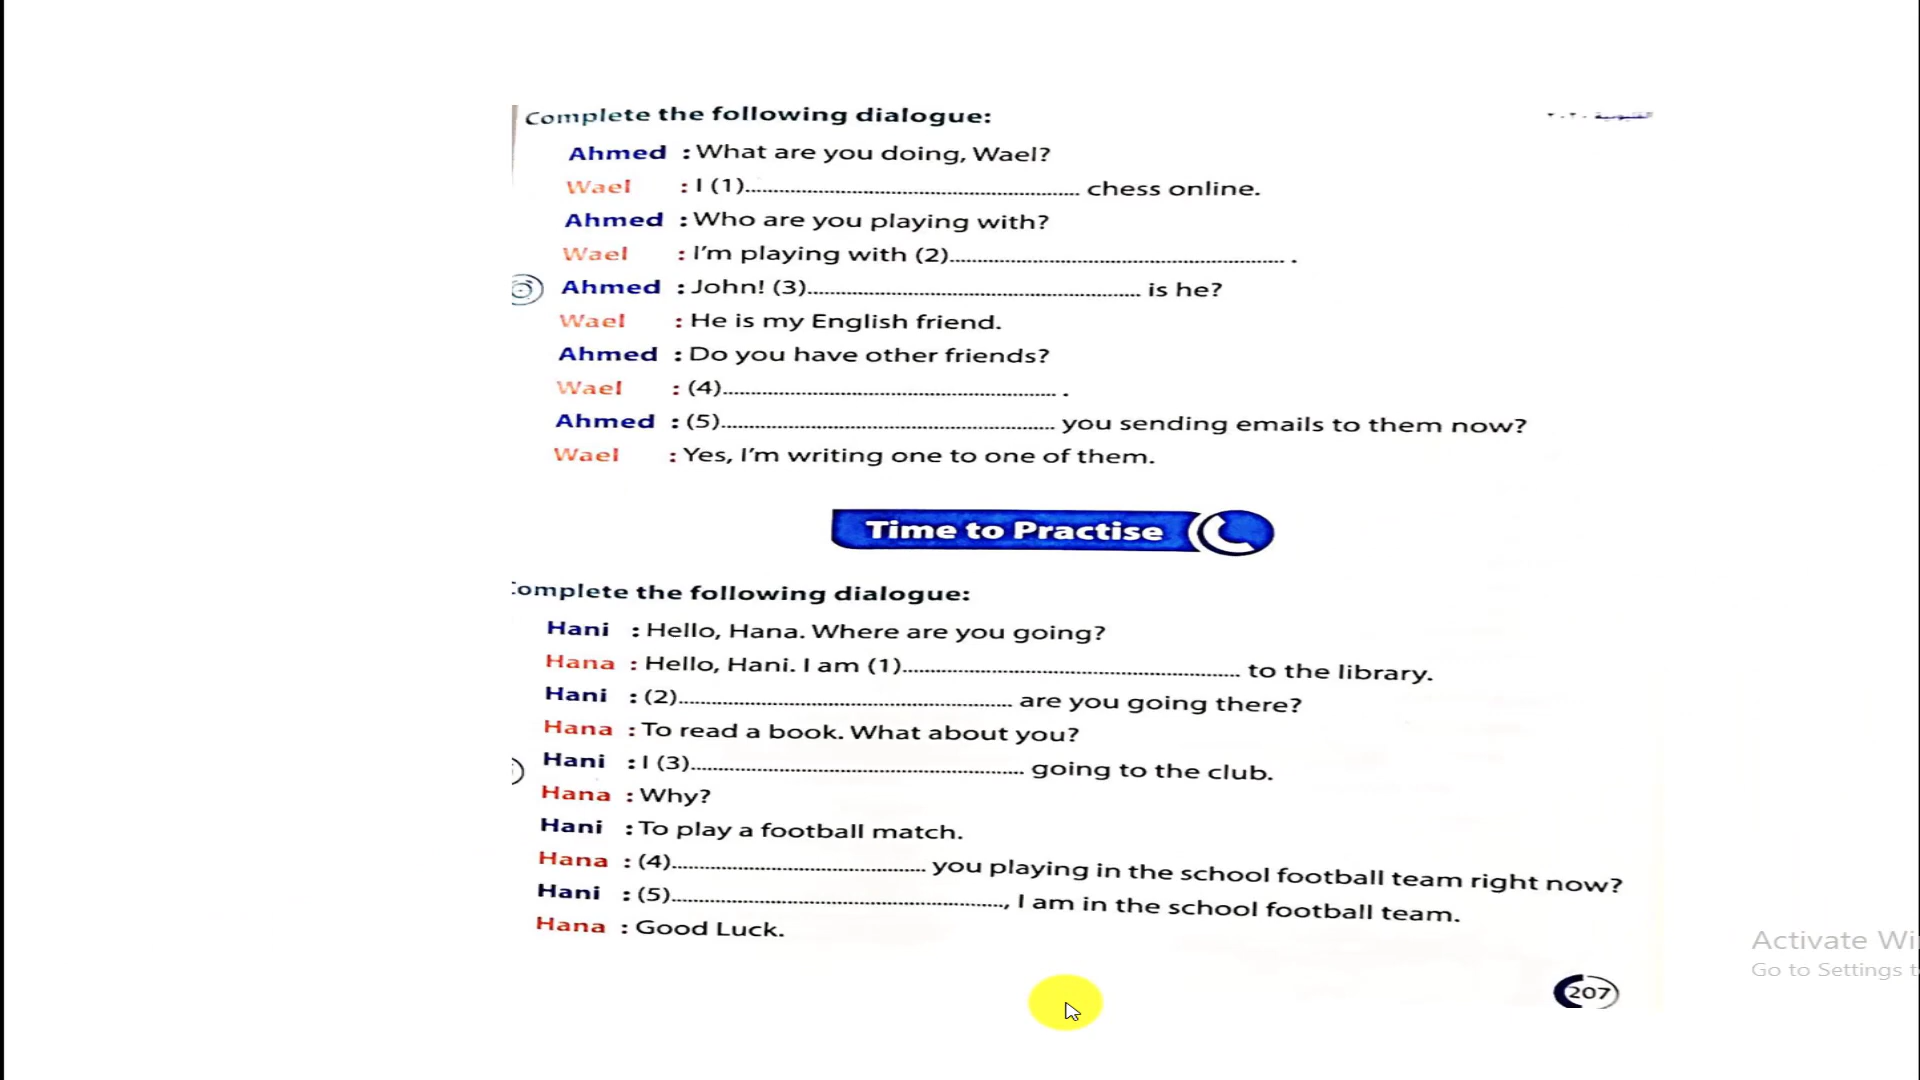 Complete the following dialogue:
Ahmed : What are you doing, Wael?
Wael : I (1)........................................ chess online.
Ahmed : Who are you playing with?
Wael : I'm playing with (2)........................................ .
Ahmed : John! (3)........................................ is he?
Wael : He is my English friend.
Ahmed : Do you have other friends?
Wael : (4)........................................ .
Ahmed : (5)........................................ you sending emails to them now?
Wael : Yes, I'm writing one to one of them.
Time to Practise
omplete the following dialogue:
Hani : Hello, Hana. Where are you going?
Hana : Hello, Hani. I am (1)........................................ to the library.
Hani : (2)........................................ are you going there?
Hana : To read a book. What about you?
Hani : I (3)........................................ going to the club.
Hana : Why?
Hani : To play a football match.
Hana : (4)........................................ you playing in the school football team right now?
Hani : (5)........................................, I am in the school football team.
Hana : Good Luck.
207
Activate Wi
Go to Settings t